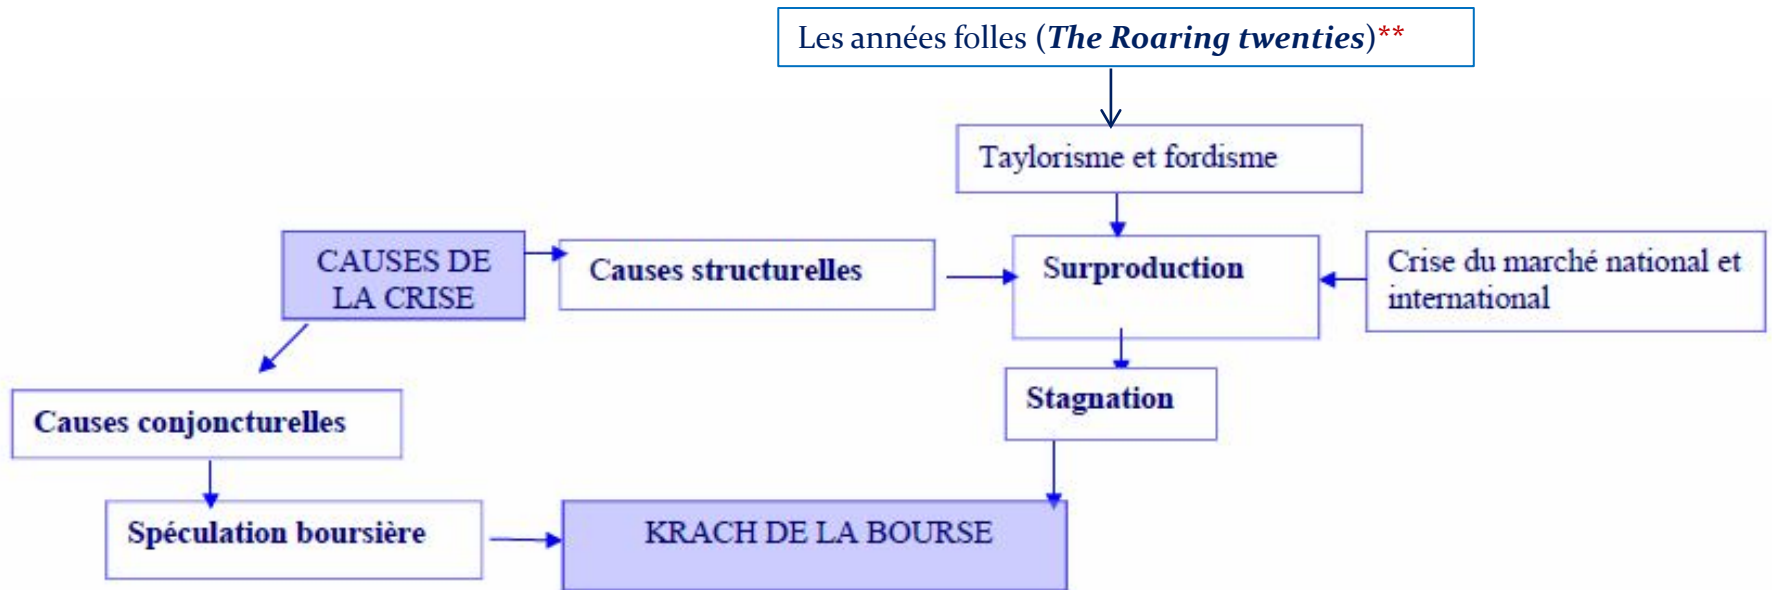 Les années folles (The Roaring twenties)**
Taylorisme et fordisme
CAUSES DE
LA CRISE
Causes structurelles
Surproduction
Crise du marché national et
international
Causes conjoncturelles
Stagnation
Spéculation boursière
KRACH DE LA BOURSE